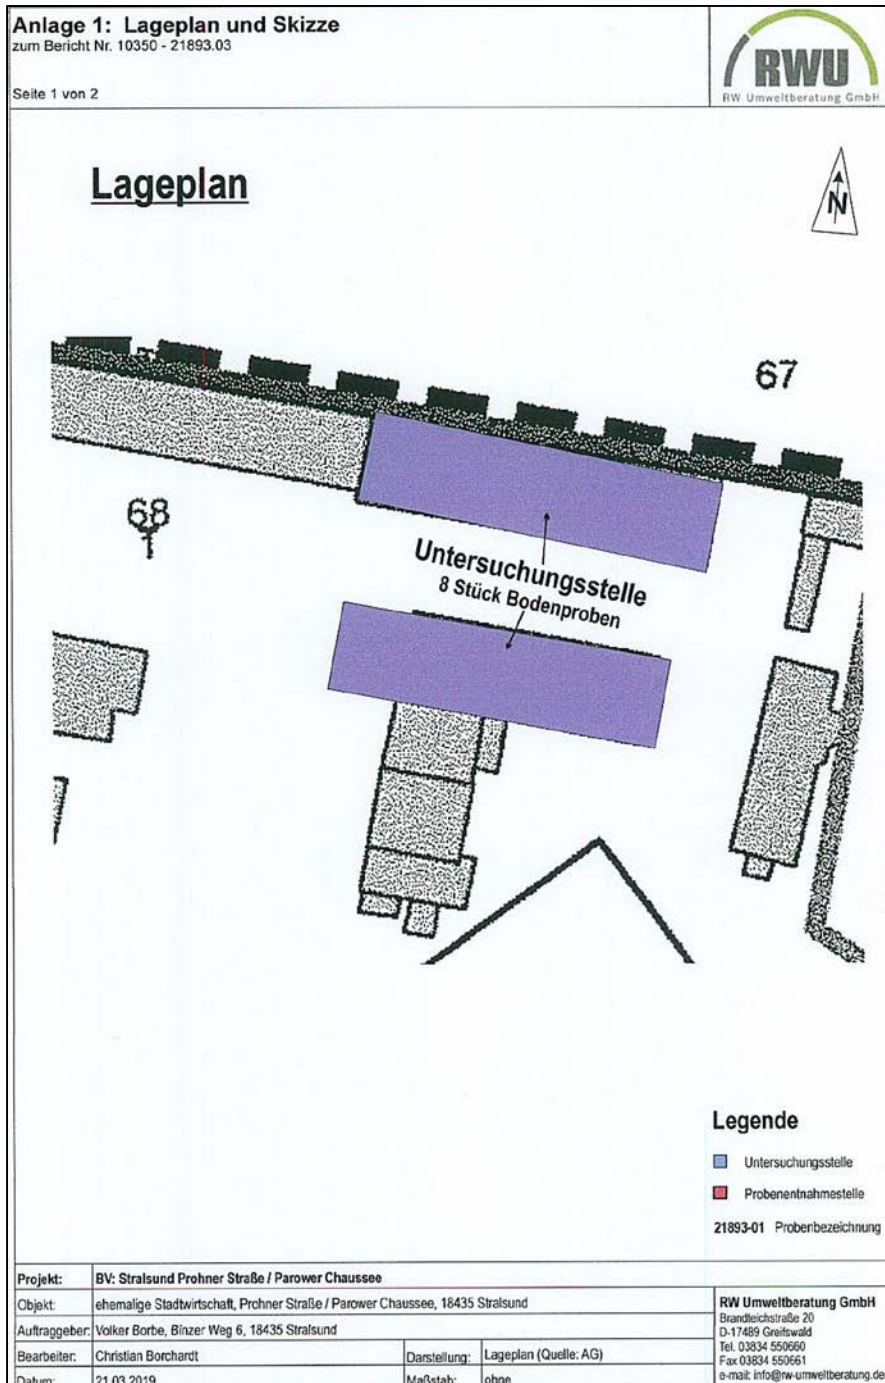 Anlage 1: Lageplan und Skizze
zum Bericht Nr. 10350 - 21893.03
Seite 1 von 2
RWU
RW Umweltberatung GmbH
Lageplan
N
67
68
Untersuchungsstelle
8 Stück Bodenproben
Legende
Untersuchungsstelle
Probenentnahmestelle
21893-01 Probenbezeichnung
Projekt: BV: Stralsund Prohner Straße / Parower Chaussee
Objekt: ehemalige Stadtwirtschaft, Prohner Straße / Parower Chaussee, 18435 Stralsund
Auftraggeber: Volker Borbe, Binzer Weg 6, 18435 Stralsund
Bearbeiter: Christian Borchardt Darstellung: Lageplan (Quelle: AG)
Datum: 21.03.2019 Maßstab: ohne
RW Umweltberatung GmbH
Brandteichstraße 20
D-17489 Greifswald
Tel. 03834 550660
Fax 03834 550661
e-mail: info@rw-umweltberatung.de